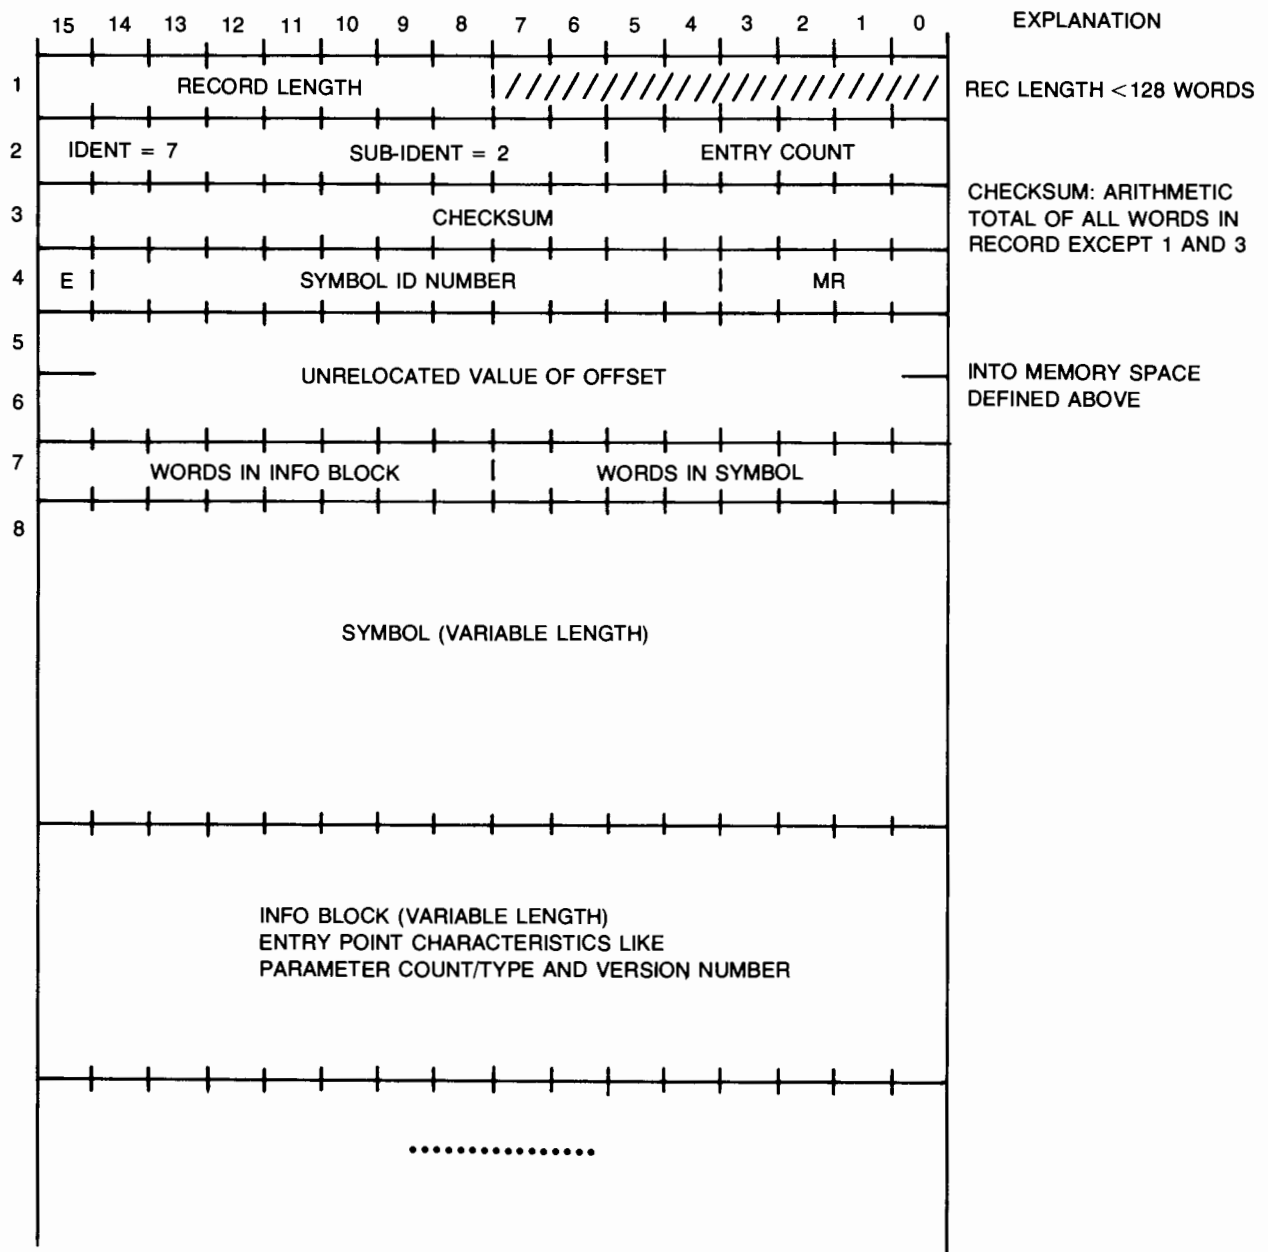 15 14 13 12 11 10 9 8 7 6 5 4 3 2 1 0 EXPLANATION
1 RECORD LENGTH REC LENGTH <128 WORDS
2 IDENT = 7 SUB-IDENT = 2 ENTRY COUNT
3 CHECKSUM
CHECKSUM: ARITHMETIC
TOTAL OF ALL WORDS IN
RECORD EXCEPT 1 AND 3
4 E SYMBOL ID NUMBER MR
5
UNRELOCATED VALUE OF OFFSET
6
INTO MEMORY SPACE
DEFINED ABOVE
7 WORDS IN INFO BLOCK WORDS IN SYMBOL
8
SYMBOL (VARIABLE LENGTH)
INFO BLOCK (VARIABLE LENGTH)
ENTRY POINT CHARACTERISTICS LIKE
PARAMETER COUNT/TYPE AND VERSION NUMBER